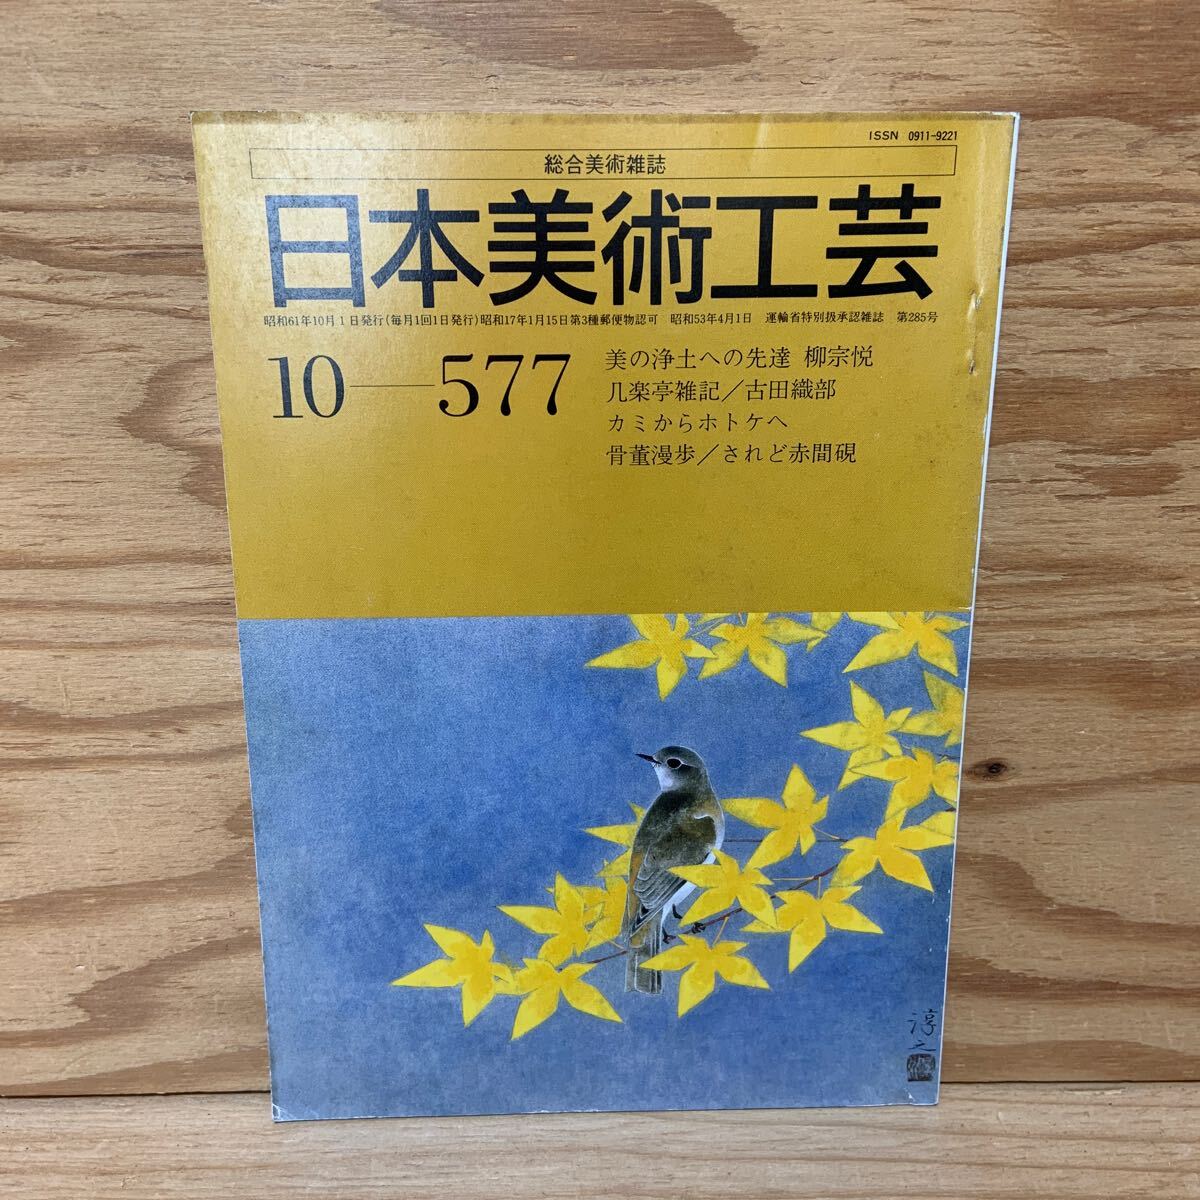 ISSN 0911-9221
総合美術雑誌
日本美術工芸
昭和61年10月1日発行(毎月1回1日発行)昭和17年1月15日第3種郵便物認可 昭和53年4月1日 運輸省特別扱承認雑誌 第285号
10—577
美の浄土への先達 柳宗悦
几楽亭雑記/古田織部
カミからホトケへ
骨董漫歩/されど赤間硯
淳之